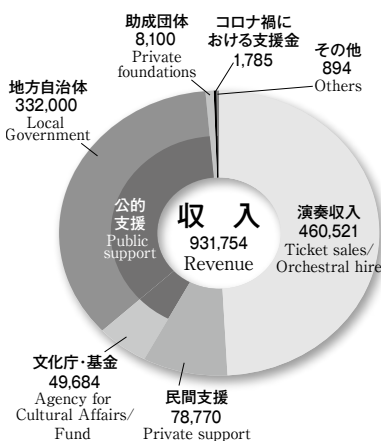 助成団体
8,100
Private
foundations
コロナ禍に
おける支援金
1,785
その他
894
Others
地方自治体
332,000
Local
Government
公的
支援
Public
support
収 入
931,754
Revenue
演奏収入
460,521
Ticket sales/
Orchestral hire
文化庁・基金
49,684
Agency for
Cultural Affairs/
Fund
民間支援
78,770
Private support